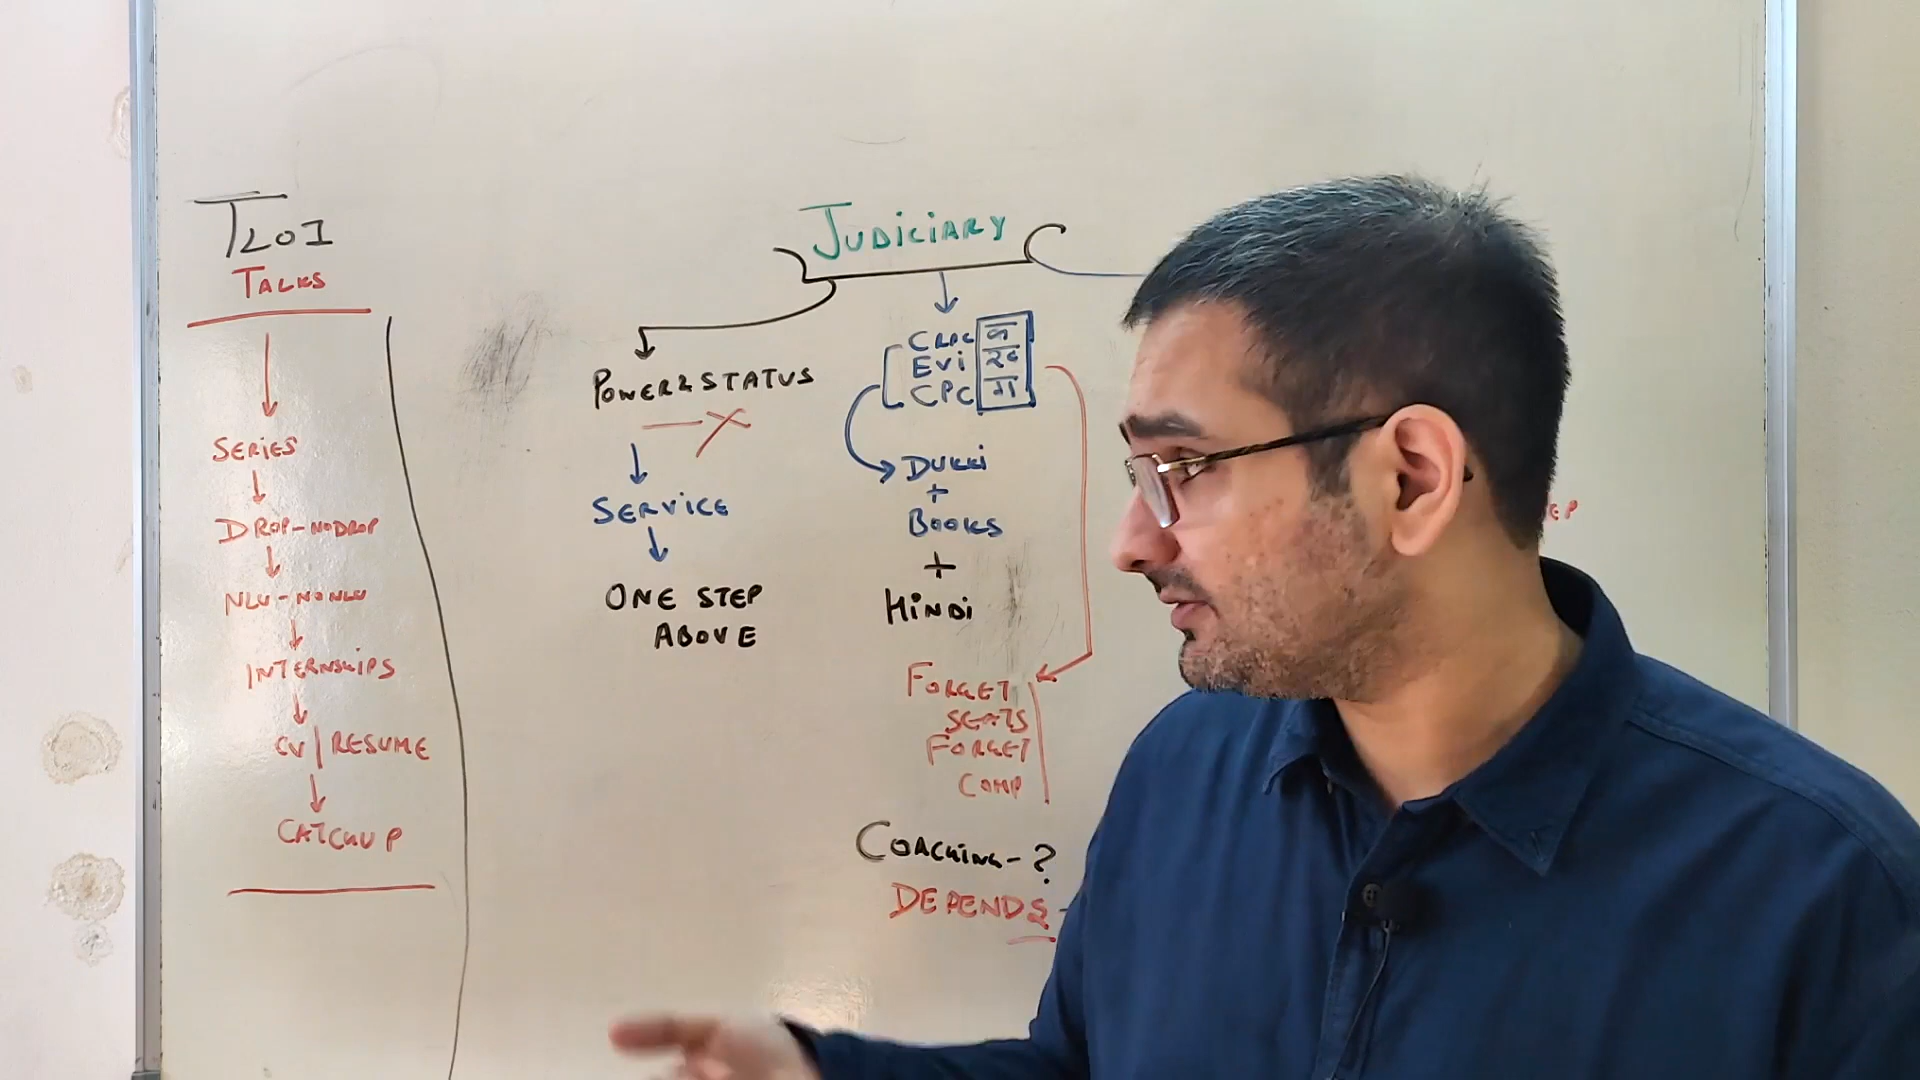 TLOI
TALKS
SERIES
DROP-NODROP
NLU-NONLU
INTERNSHIPS
CV | RESUME
CATCHUP
JUDICIARY
POWER & STATUS
SERVICE
ONE STEP
ABOVE
CRPC
EVI
CPC
DUKKI
+
BOOKS
+
HINDI
FORGET
SEATS
FORGET
COMP
COACHING-?
DEPENDS